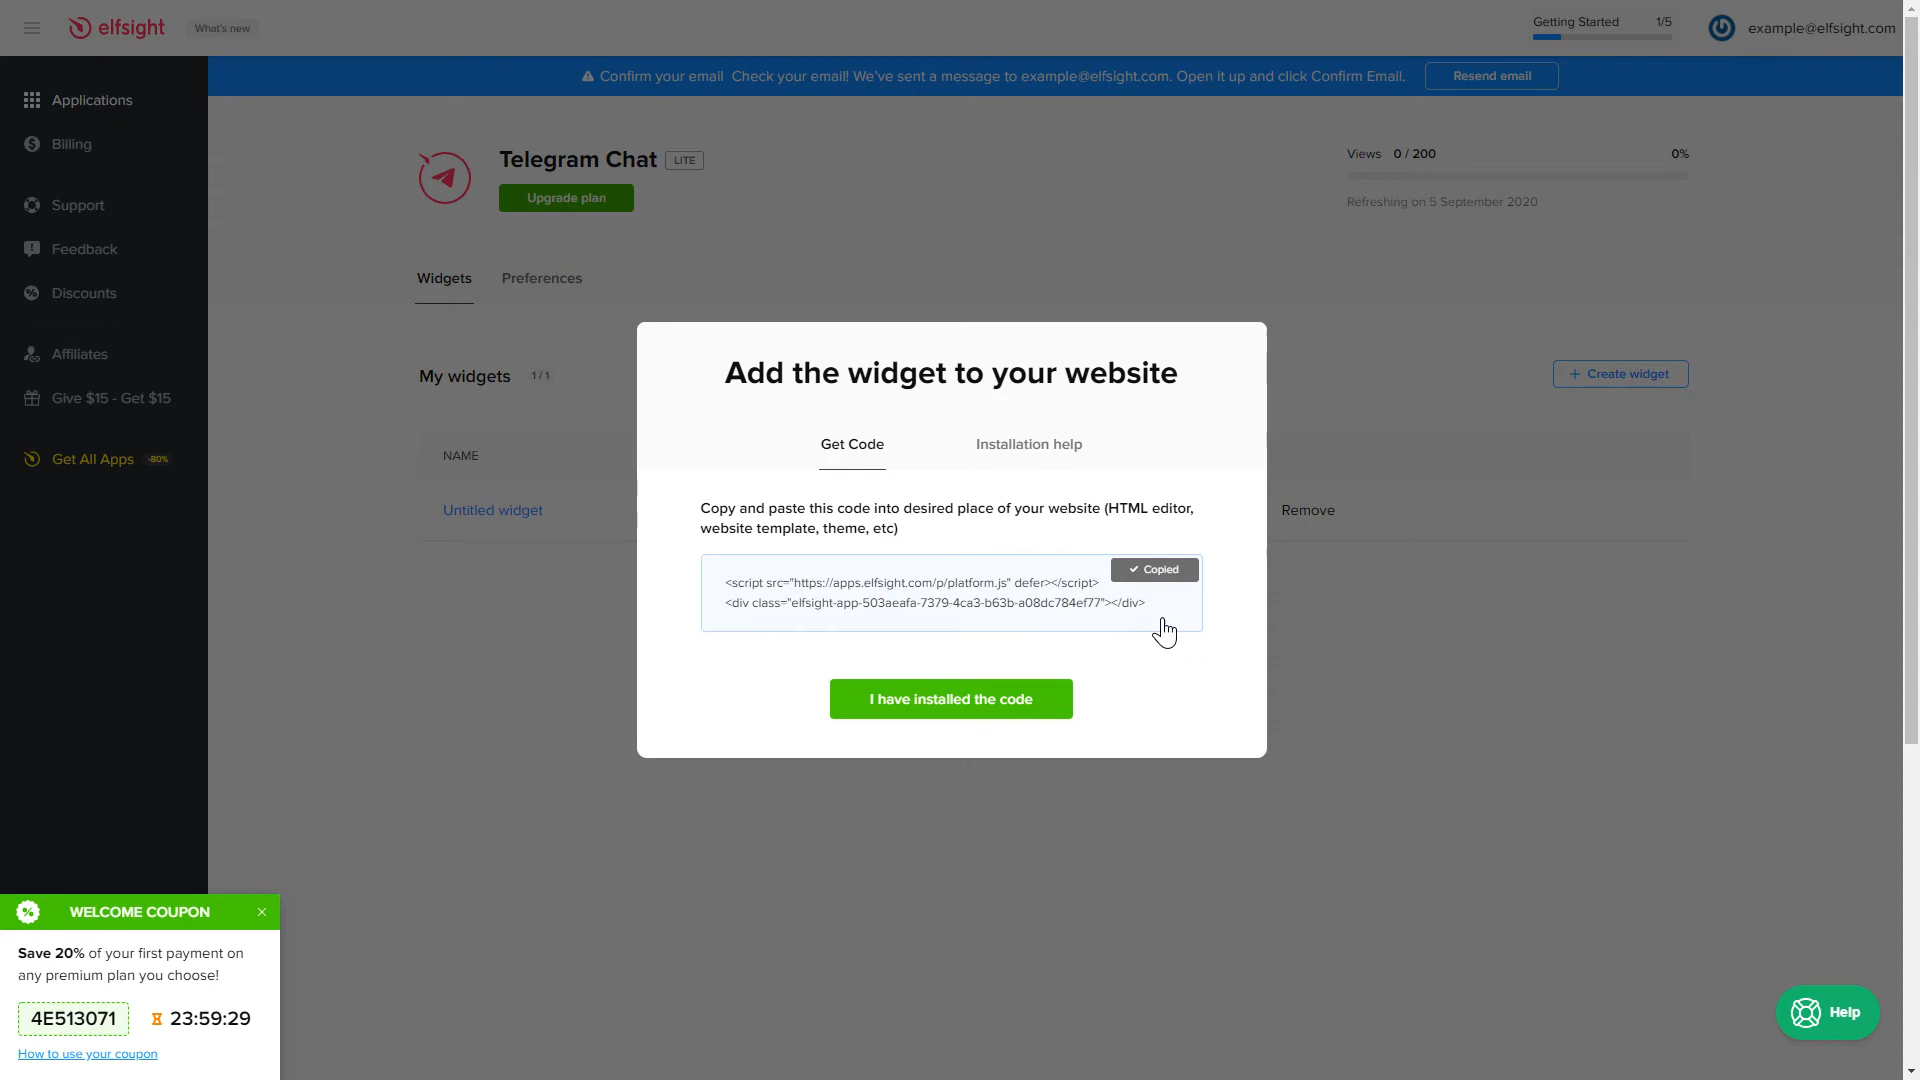 elfsight
What's new
Getting Started 1/5
example@elfsight.com
Confirm your email Check your email! We've sent a message to example@elfsight.com. Open it up and click Confirm Email.
Resend email
Applications
Billing
Support
Feedback
Discounts
Affiliates
Give $15 - Get $15
Get All Apps -80%
Telegram Chat LITE
Upgrade plan
Views 0 / 200 0%
Refreshing on 5 September 2020
Widgets Preferences
My widgets 1 / 1
+ Create widget
NAME
Untitled widget
Remove
Add the widget to your website
Get Code Installation help
Copy and paste this code into desired place of your website (HTML editor,
website template, theme, etc)
Copied
<script src="https://apps.elfsight.com/p/platform.js" defer></script>
<div class="elfsight-app-503aeafa-7379-4ca3-b63b-a08dc784ef77"></div>
I have installed the code
WELCOME COUPON
Save 20% of your first payment on
any premium plan you choose!
4E513071 23:59:29
How to use your coupon
Help